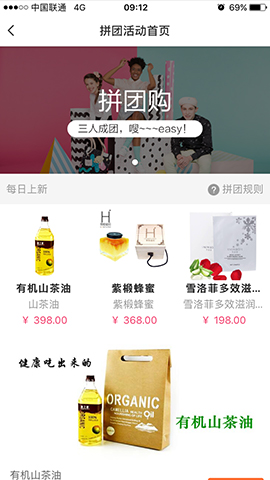 中国联通 4G 09:12 69%
拼团活动首页
拼团购
三人成团，嗖~~~easy！
每日上新 ? 拼团规则
H
有机山茶油 紫椴蜂蜜 雪洛菲多效滋...
山茶油 紫椴蜂蜜 雪洛菲多效滋润...
¥ 398.00 ¥ 368.00 ¥ 198.00
健康吃出来的
ORGANIC
CAMELLIA
Oil
有机山茶油
有机山茶油